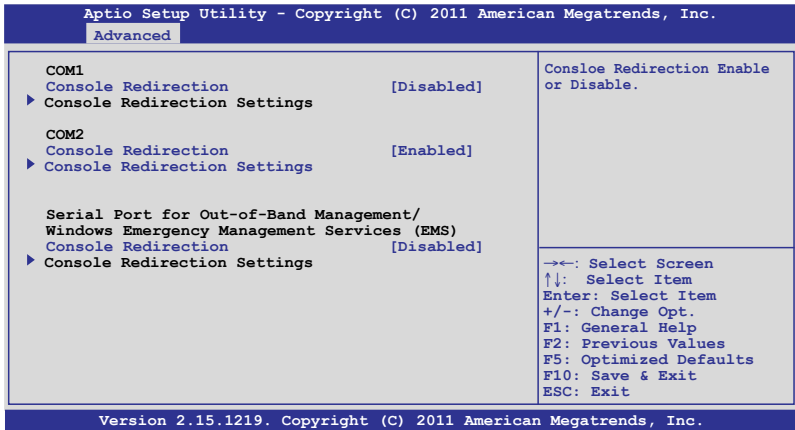 Aptio Setup Utility - Copyright (C) 2011 American Megatrends, Inc.
Advanced
COM1
Console Redirection [Disabled]
Console Redirection Settings
COM2
Console Redirection [Enabled]
Console Redirection Settings
Serial Port for Out-of-Band Management/
Windows Emergency Management Services (EMS)
Console Redirection [Disabled]
Console Redirection Settings
Consloe Redirection Enable
or Disable.
→←: Select Screen
↑↓: Select Item
Enter: Select Item
+/-: Change Opt.
F1: General Help
F2: Previous Values
F5: Optimized Defaults
F10: Save & Exit
ESC: Exit
Version 2.15.1219. Copyright (C) 2011 American Megatrends, Inc.